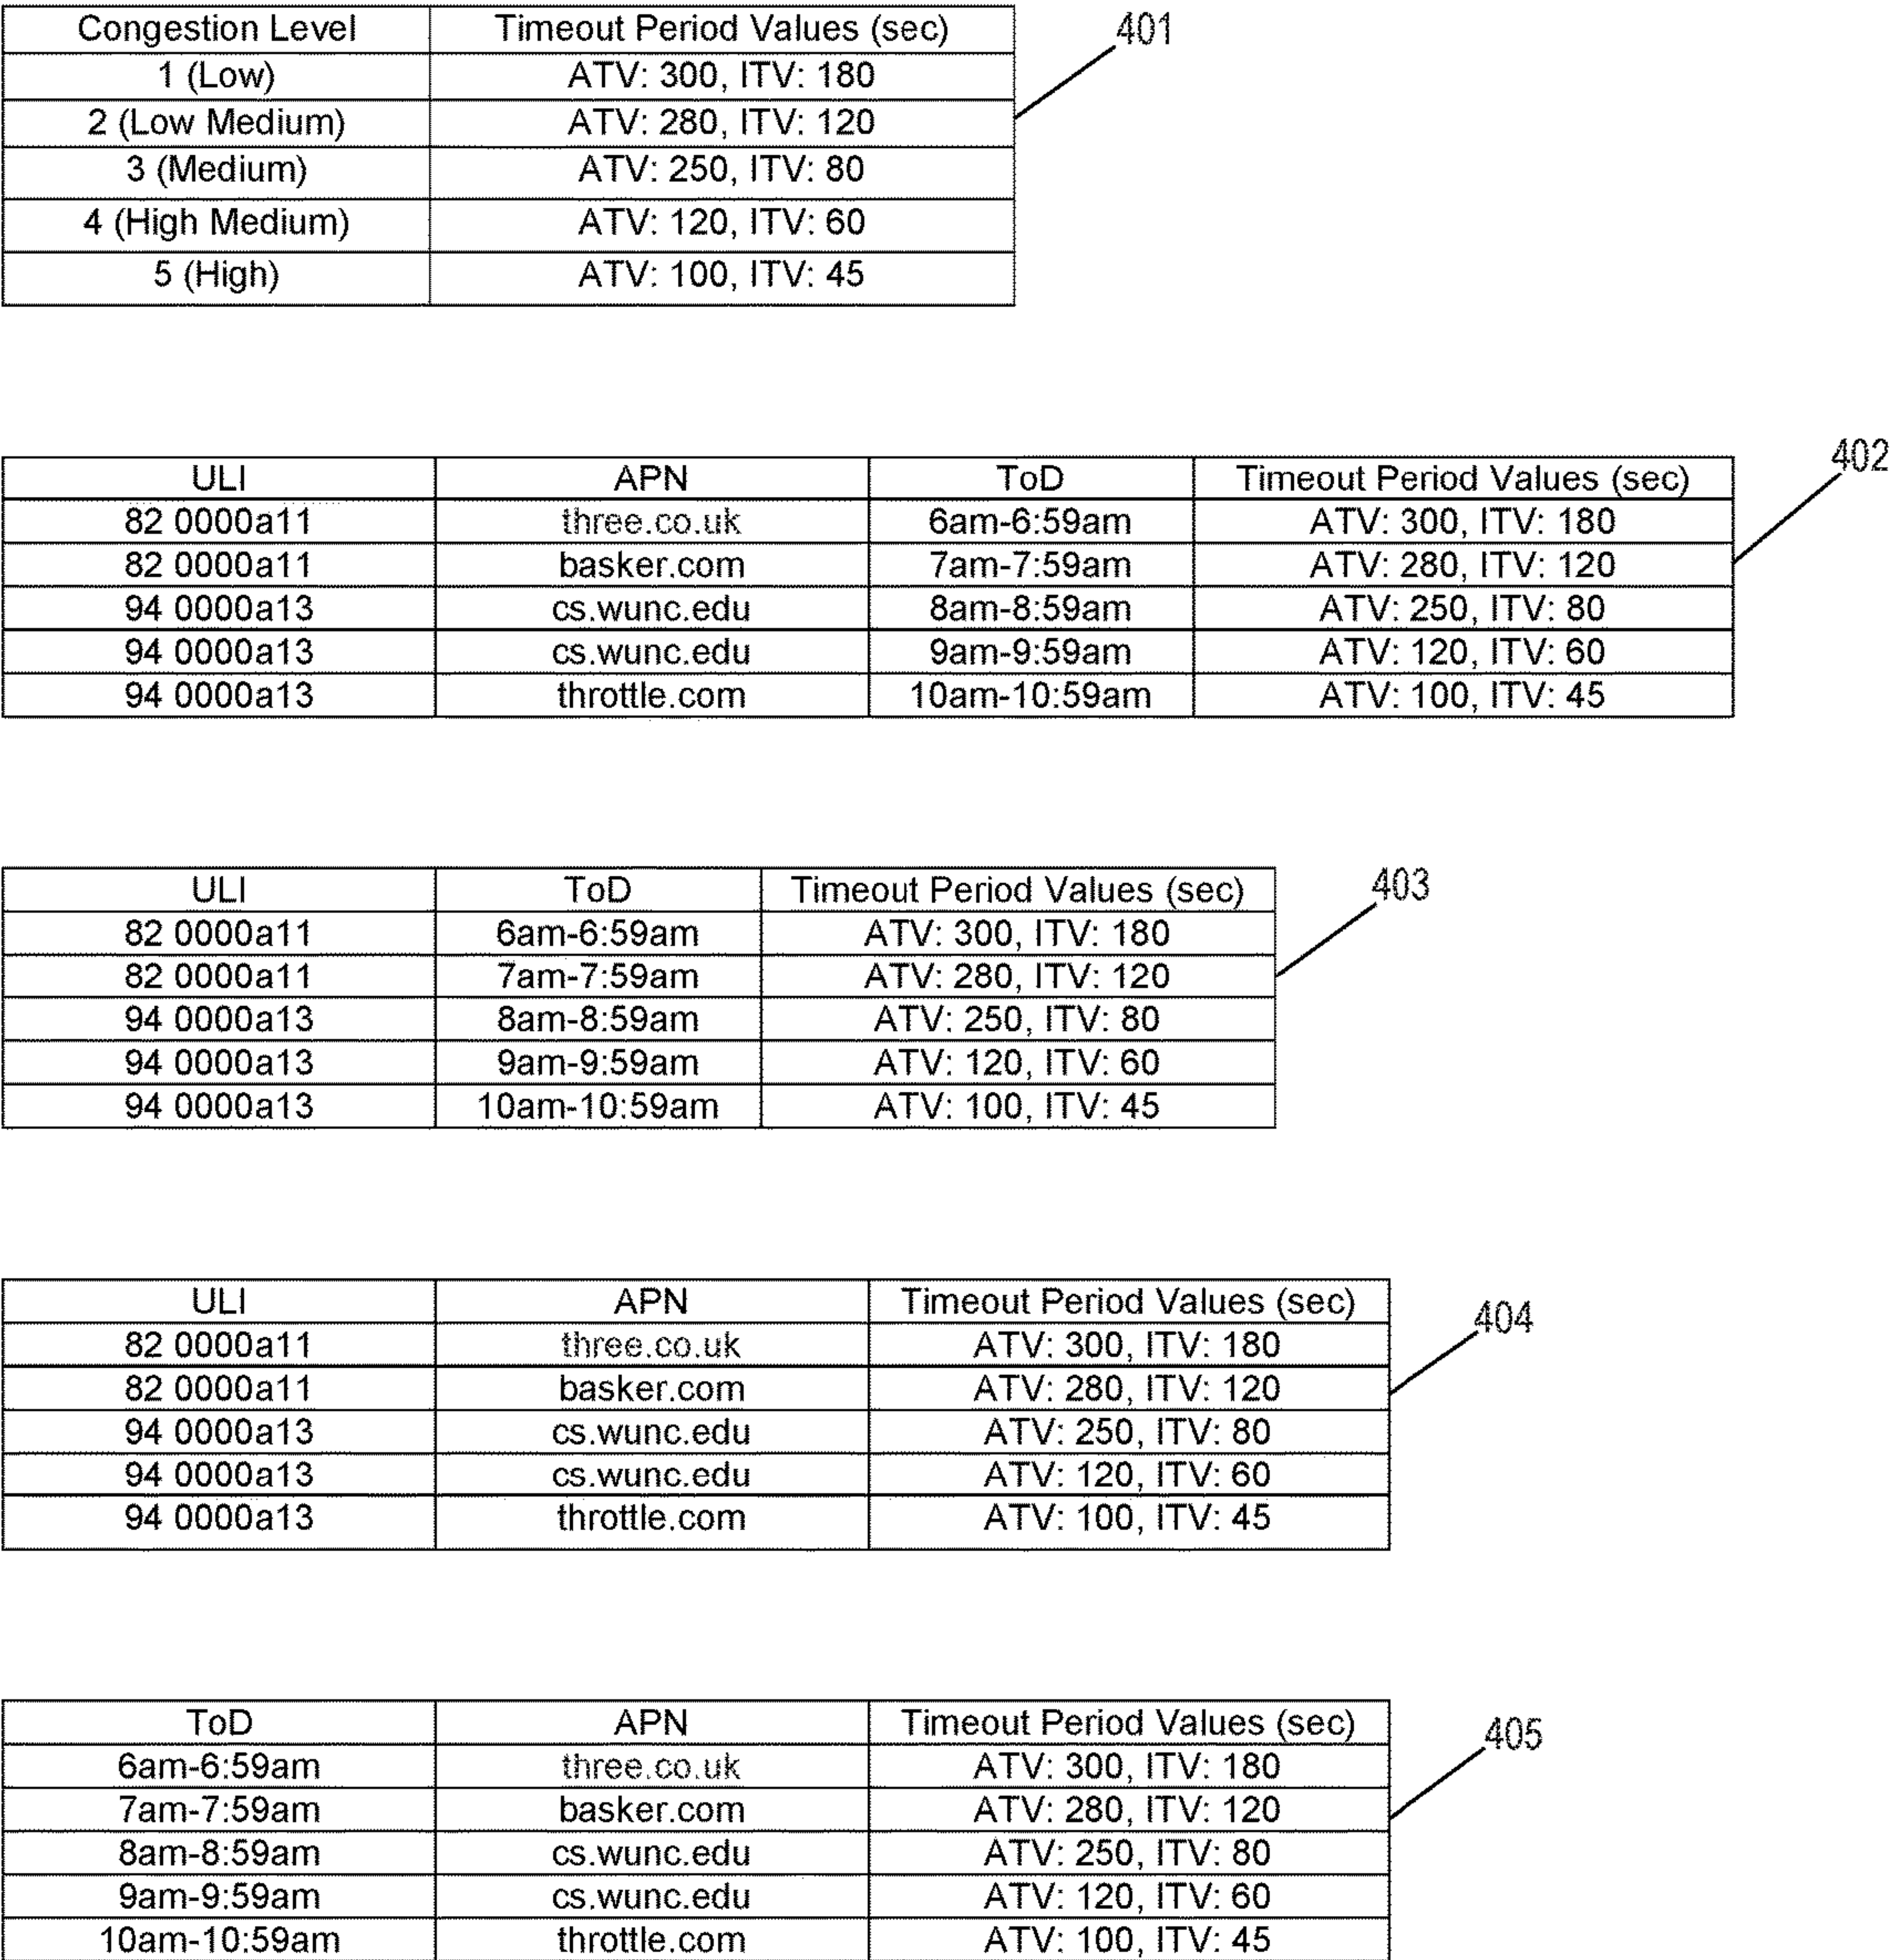 Congestion Level Timeout Period Values (sec) 401
1 (Low) ATV: 300, ITV: 180
2 (Low Medium) ATV: 280, ITV: 120
3 (Medium) ATV: 250, ITV: 80
4 (High Medium) ATV: 120, ITV: 60
5 (High) ATV: 100, ITV: 45
402
ULI APN ToD Timeout Period Values (sec)
82 0000a11 three.co.uk 6am-6:59am ATV: 300, ITV: 180
82 0000a11 basker.com 7am-7:59am ATV: 280, ITV: 120
94 0000a13 cs.wunc.edu 8am-8:59am ATV: 250, ITV: 80
94 0000a13 cs.wunc.edu 9am-9:59am ATV: 120, ITV: 60
94 0000a13 throttle.com 10am-10:59am ATV: 100, ITV: 45
ULI ToD Timeout Period Values (sec) 403
82 0000a11 6am-6:59am ATV: 300, ITV: 180
82 0000a11 7am-7:59am ATV: 280, ITV: 120
94 0000a13 8am-8:59am ATV: 250, ITV: 80
94 0000a13 9am-9:59am ATV: 120, ITV: 60
94 0000a13 10am-10:59am ATV: 100, ITV: 45
ULI APN Timeout Period Values (sec) 404
82 0000a11 three.co.uk ATV: 300, ITV: 180
82 0000a11 basker.com ATV: 280, ITV: 120
94 0000a13 cs.wunc.edu ATV: 250, ITV: 80
94 0000a13 cs.wunc.edu ATV: 120, ITV: 60
94 0000a13 throttle.com ATV: 100, ITV: 45
ToD APN Timeout Period Values (sec) 405
6am-6:59am three.co.uk ATV: 300, ITV: 180
7am-7:59am basker.com ATV: 280, ITV: 120
8am-8:59am cs.wunc.edu ATV: 250, ITV: 80
9am-9:59am cs.wunc.edu ATV: 120, ITV: 60
10am-10:59am throttle.com ATV: 100, ITV: 45